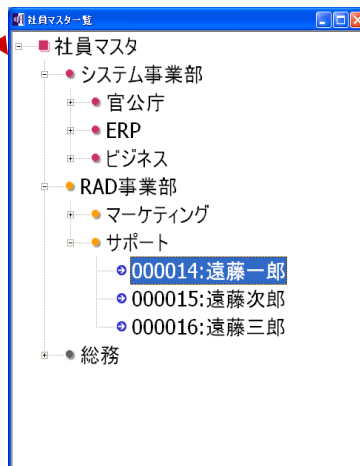 社員マスター覧
社員マスタ
システム事業部
官公庁
ERP
ビジネス
RAD事業部
マーケティング
サポート
000014:遠藤一郎
000015:遠藤次郎
000016:遠藤三郎
総務